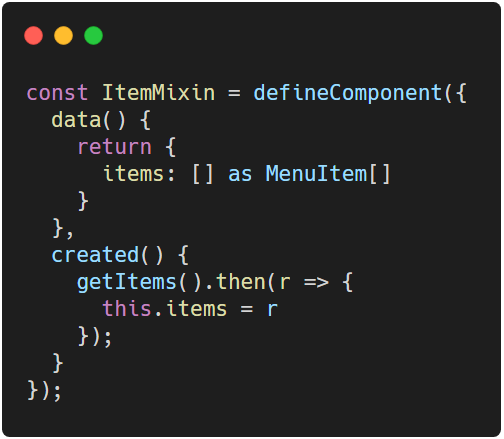 const ItemMixin = defineComponent({
  data() {
    return {
      items: [] as MenuItem[]
    }
  },
  created() {
    getItems().then(r => {
      this.items = r
    });
  }
});